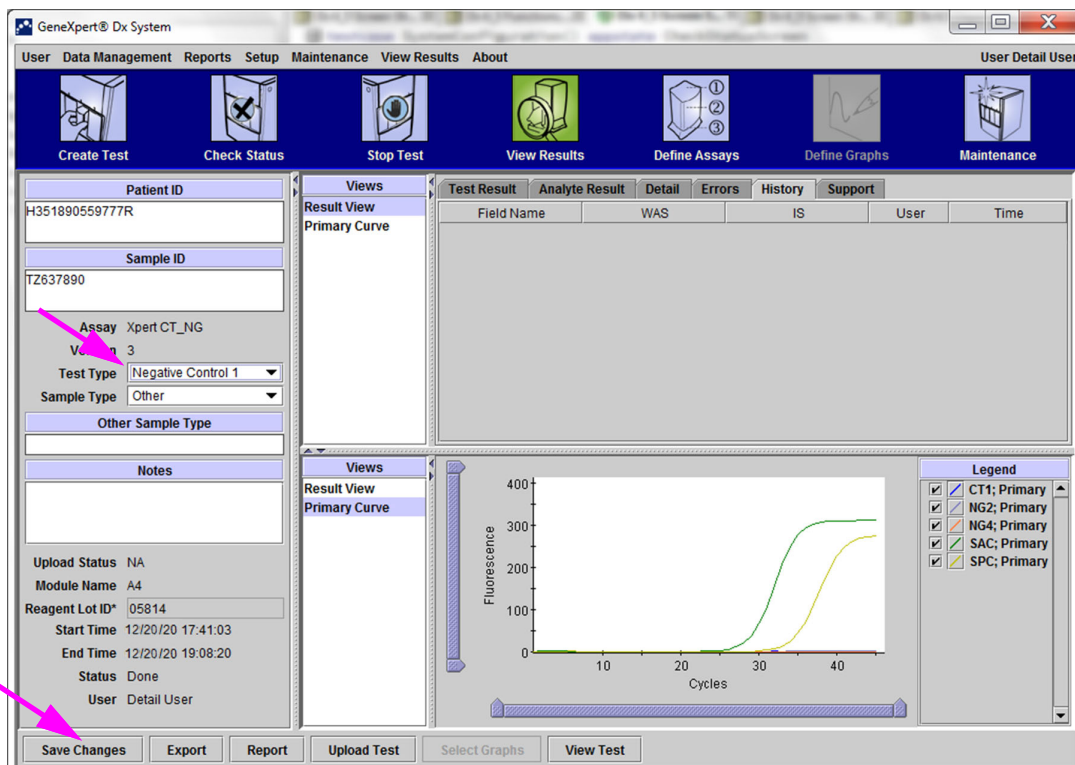 GeneXpert® Dx System
User Data Management Reports Setup Maintenance View Results About User Detail User
Create Test Check Status Stop Test View Results Define Assays Define Graphs Maintenance
Patient ID
H351890559777R
Sample ID
TZ637890
Assay Xpert CT_NG
3
Test Type Negative Control 1
Sample Type Other
Other Sample Type
Notes
Upload Status NA
Module Name A4
Reagent Lot ID* 05814
Start Time 12/20/20 17:41:03
End Time 12/20/20 19:08:20
Status Done
User Detail User
Views
Result View
Primary Curve
Test Result Analyte Result Detail Errors History Support
Field Name WAS IS User Time
Views
Result View
Primary Curve
Fluorescence
400
300
200
100
0
10 20 30 40
Cycles
Legend
CT1; Primary
NG2; Primary
NG4; Primary
SAC; Primary
SPC; Primary
Save Changes Export Report Upload Test Select Graphs View Test